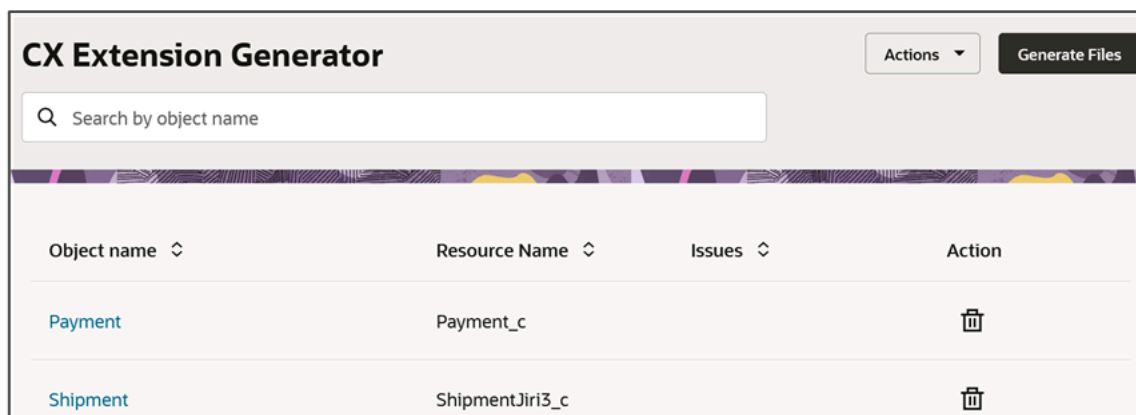 CX Extension Generator
Actions
Generate Files
Search by object name
Object name Resource Name Issues Action
Payment Payment_c
Shipment ShipmentJiri3_c